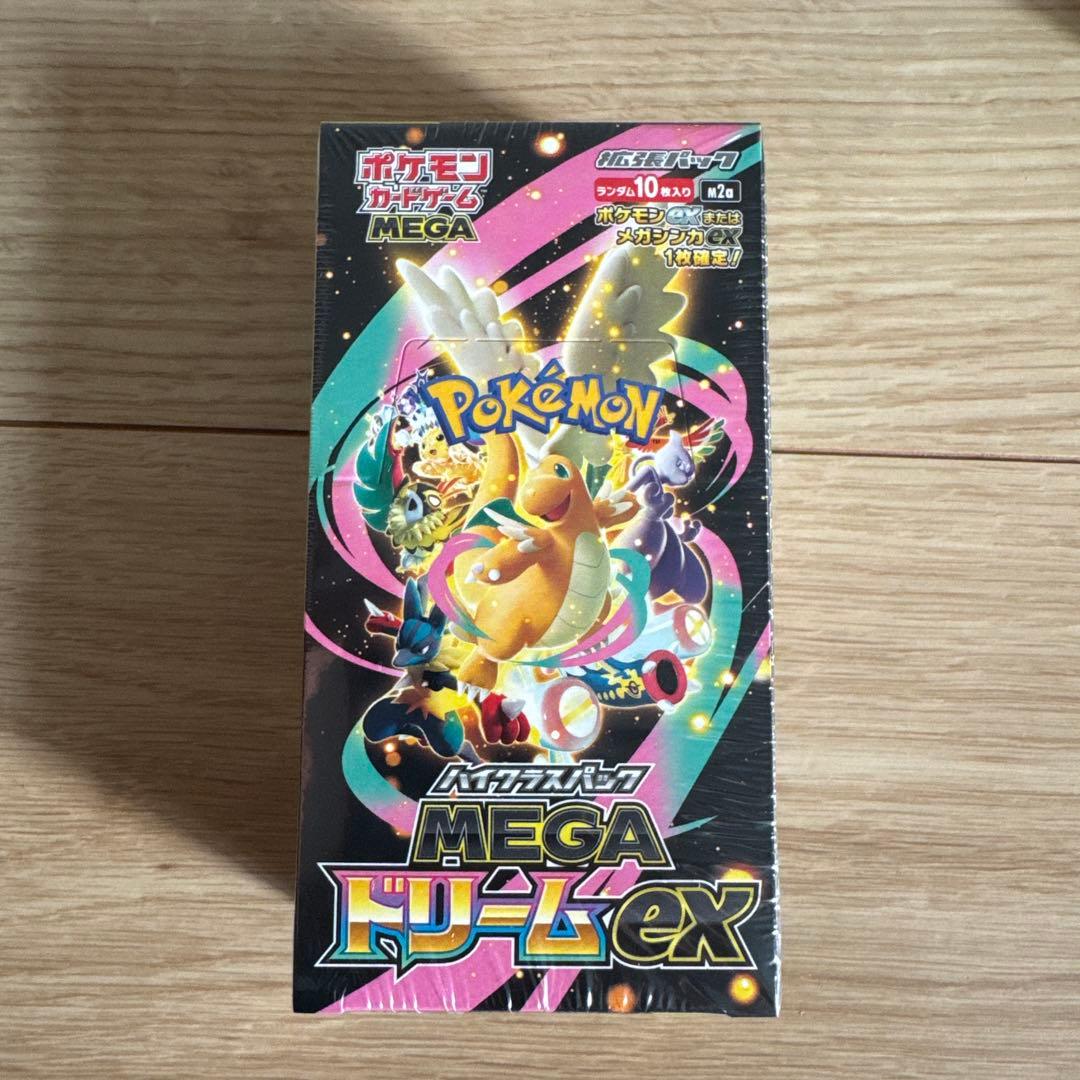 ポケモン
カードゲーム
MEGA
拡張パック
ランダム10枚入り M2a
ポケモンexまたは
メガシンカex
1枚確定!
POKÉMON
ハイクラスパック
MEGA
ドリームex